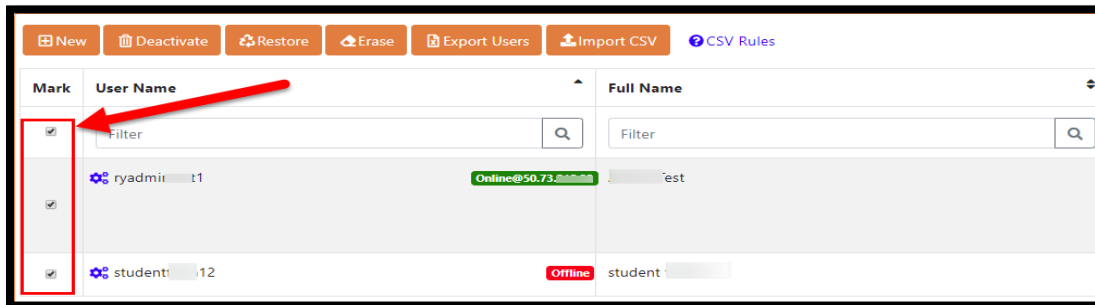 New Deactivate Restore Erase Export Users Import CSV CSV Rules
Mark User Name Full Name
Filter Filter
Online@50.73.
Offline student